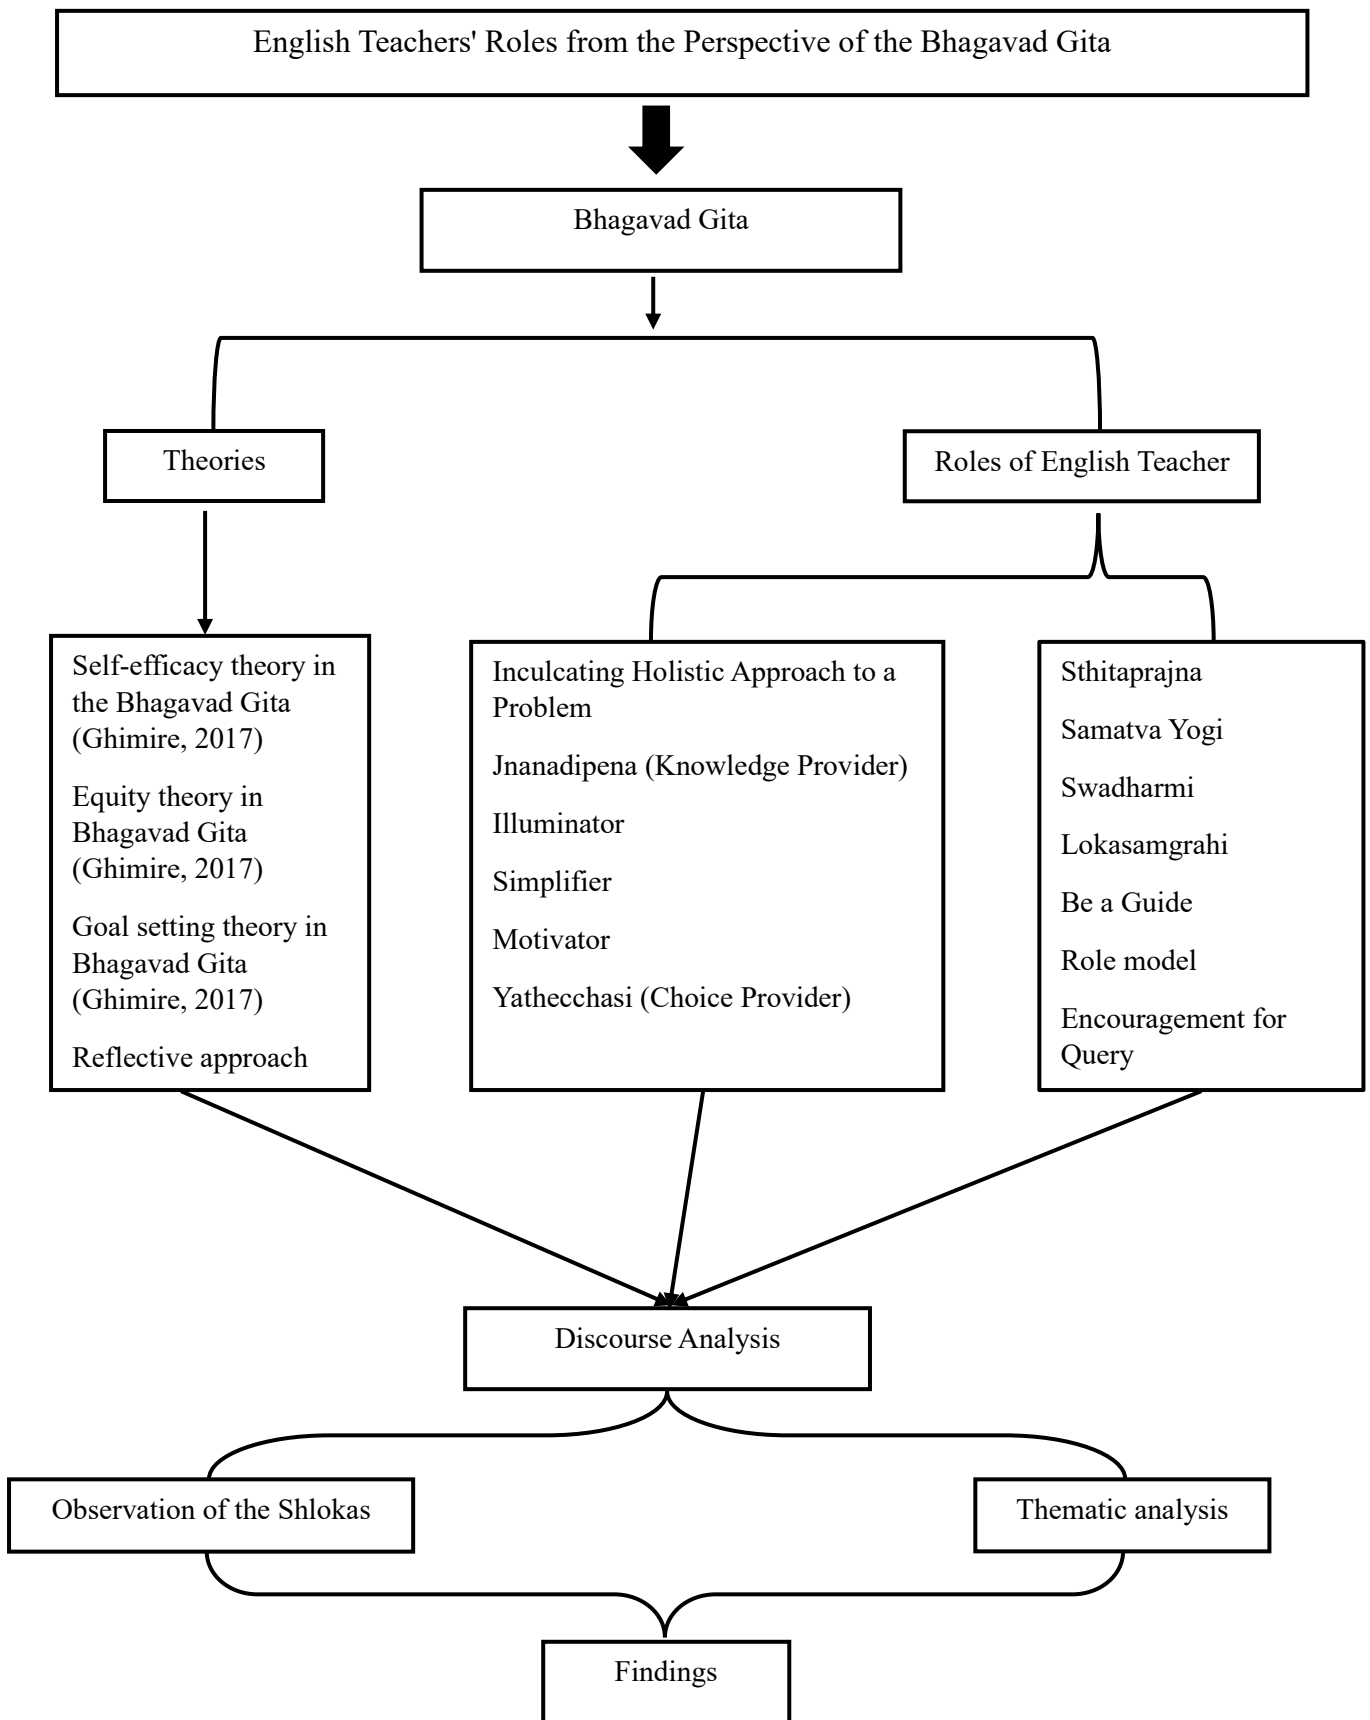 English Teachers' Roles from the Perspective of the Bhagavad Gita
Bhagavad Gita
Theories
Roles of English Teacher
Self-efficacy theory in
the Bhagavad Gita
(Ghimire, 2017)
Equity theory in
Bhagavad Gita
(Ghimire, 2017)
Goal setting theory in
Bhagavad Gita
(Ghimire, 2017)
Reflective approach
Inculcating Holistic Approach to a
Problem
Jnanadipena (Knowledge Provider)
Illuminator
Simplifier
Motivator
Yathecchasi (Choice Provider)
Sthitaprajna
Samatva Yogi
Swadharmi
Lokasamgrahi
Be a Guide
Role model
Encouragement for
Query
Discourse Analysis
Observation of the Shlokas
Thematic analysis
Findings